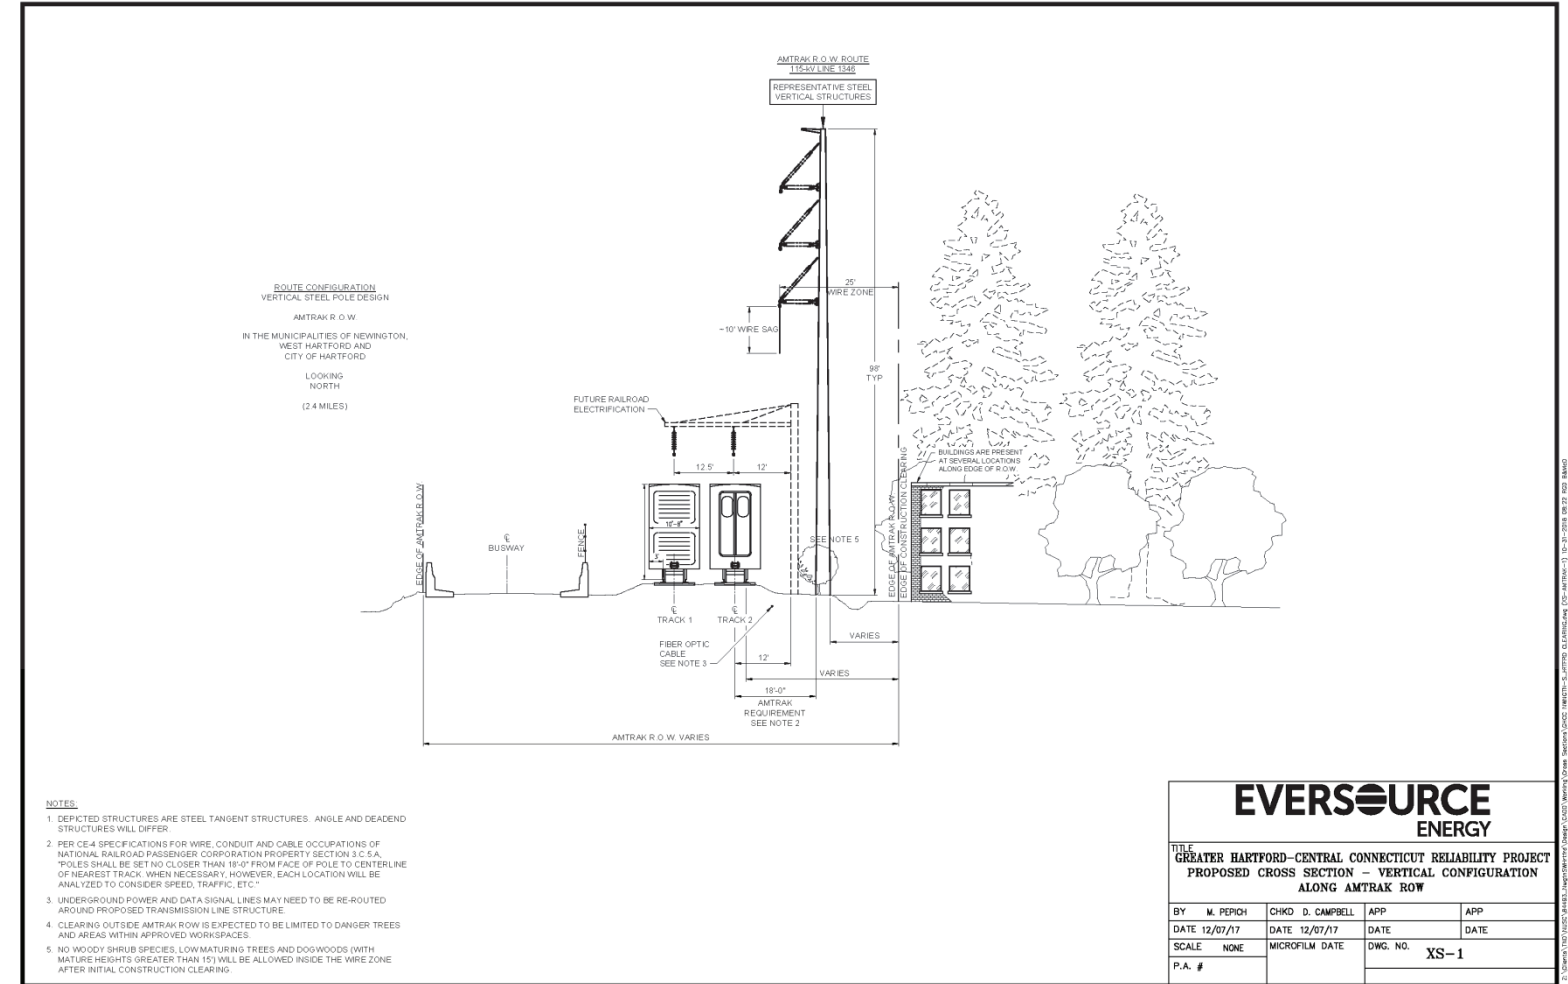 AMTRAK R.O.W. ROUTE
115-kV LINE 1346
REPRESENTATIVE STEEL
VERTICAL STRUCTURES
25'
WIRE ZONE
~10' WIRE SAG
98'
TYP
ROUTE CONFIGURATION
VERTICAL STEEL POLE DESIGN
AMTRAK R.O.W.
IN THE MUNICIPALITIES OF NEWINGTON,
WEST HARTFORD AND
CITY OF HARTFORD
LOOKING
NORTH
(2.4 MILES)
FUTURE RAILROAD
ELECTRIFICATION
12.5'
12'
BUILDINGS ARE PRESENT
AT SEVERAL LOCATIONS
ALONG EDGE OF R.O.W.
EDGE OF AMTRAK R.O.W
BUSWAY
FENCE
10'-8"
3'
SEE NOTE 5
EDGE OF AMTRAK R.O.W
EDGE OF CONSTRUCTION CLEARING
TRACK 1
TRACK 2
FIBER OPTIC
CABLE
SEE NOTE 3
12'
VARIES
VARIES
18'-0"
AMTRAK
REQUIREMENT
SEE NOTE 2
AMTRAK R.O.W. VARIES
NOTES:
1. DEPICTED STRUCTURES ARE STEEL TANGENT STRUCTURES. ANGLE AND DEADEND
STRUCTURES WILL DIFFER.
2. PER CE-4 SPECIFICATIONS FOR WIRE, CONDUIT AND CABLE OCCUPATIONS OF
NATIONAL RAILROAD PASSENGER CORPORATION PROPERTY SECTION 3.C.5.A,
"POLES SHALL BE SET NO CLOSER THAN 18'-0" FROM FACE OF POLE TO CENTERLINE
OF NEAREST TRACK. WHEN NECESSARY, HOWEVER, EACH LOCATION WILL BE
ANALYZED TO CONSIDER SPEED, TRAFFIC, ETC."
3. UNDERGROUND POWER AND DATA SIGNAL LINES MAY NEED TO BE RE-ROUTED
AROUND PROPOSED TRANSMISSION LINE STRUCTURE.
4. CLEARING OUTSIDE AMTRAK ROW IS EXPECTED TO BE LIMITED TO DANGER TREES
AND AREAS WITHIN APPROVED WORKSPACES.
5. NO WOODY SHRUB SPECIES, LOW MATURING TREES AND DOGWOODS (WITH
MATURE HEIGHTS GREATER THAN 15') WILL BE ALLOWED INSIDE THE WIRE ZONE
AFTER INITIAL CONSTRUCTION CLEARING.
EVERSOURCE
ENERGY
TITLE
GREATER HARTFORD-CENTRAL CONNECTICUT RELIABILITY PROJECT
PROPOSED CROSS SECTION - VERTICAL CONFIGURATION
ALONG AMTRAK ROW
BY M. PEPICH CHKD D. CAMPBELL APP APP
DATE 12/07/17 DATE 12/07/17 DATE DATE
SCALE NONE MICROFILM DATE DWG. NO. XS-1
P.A. #